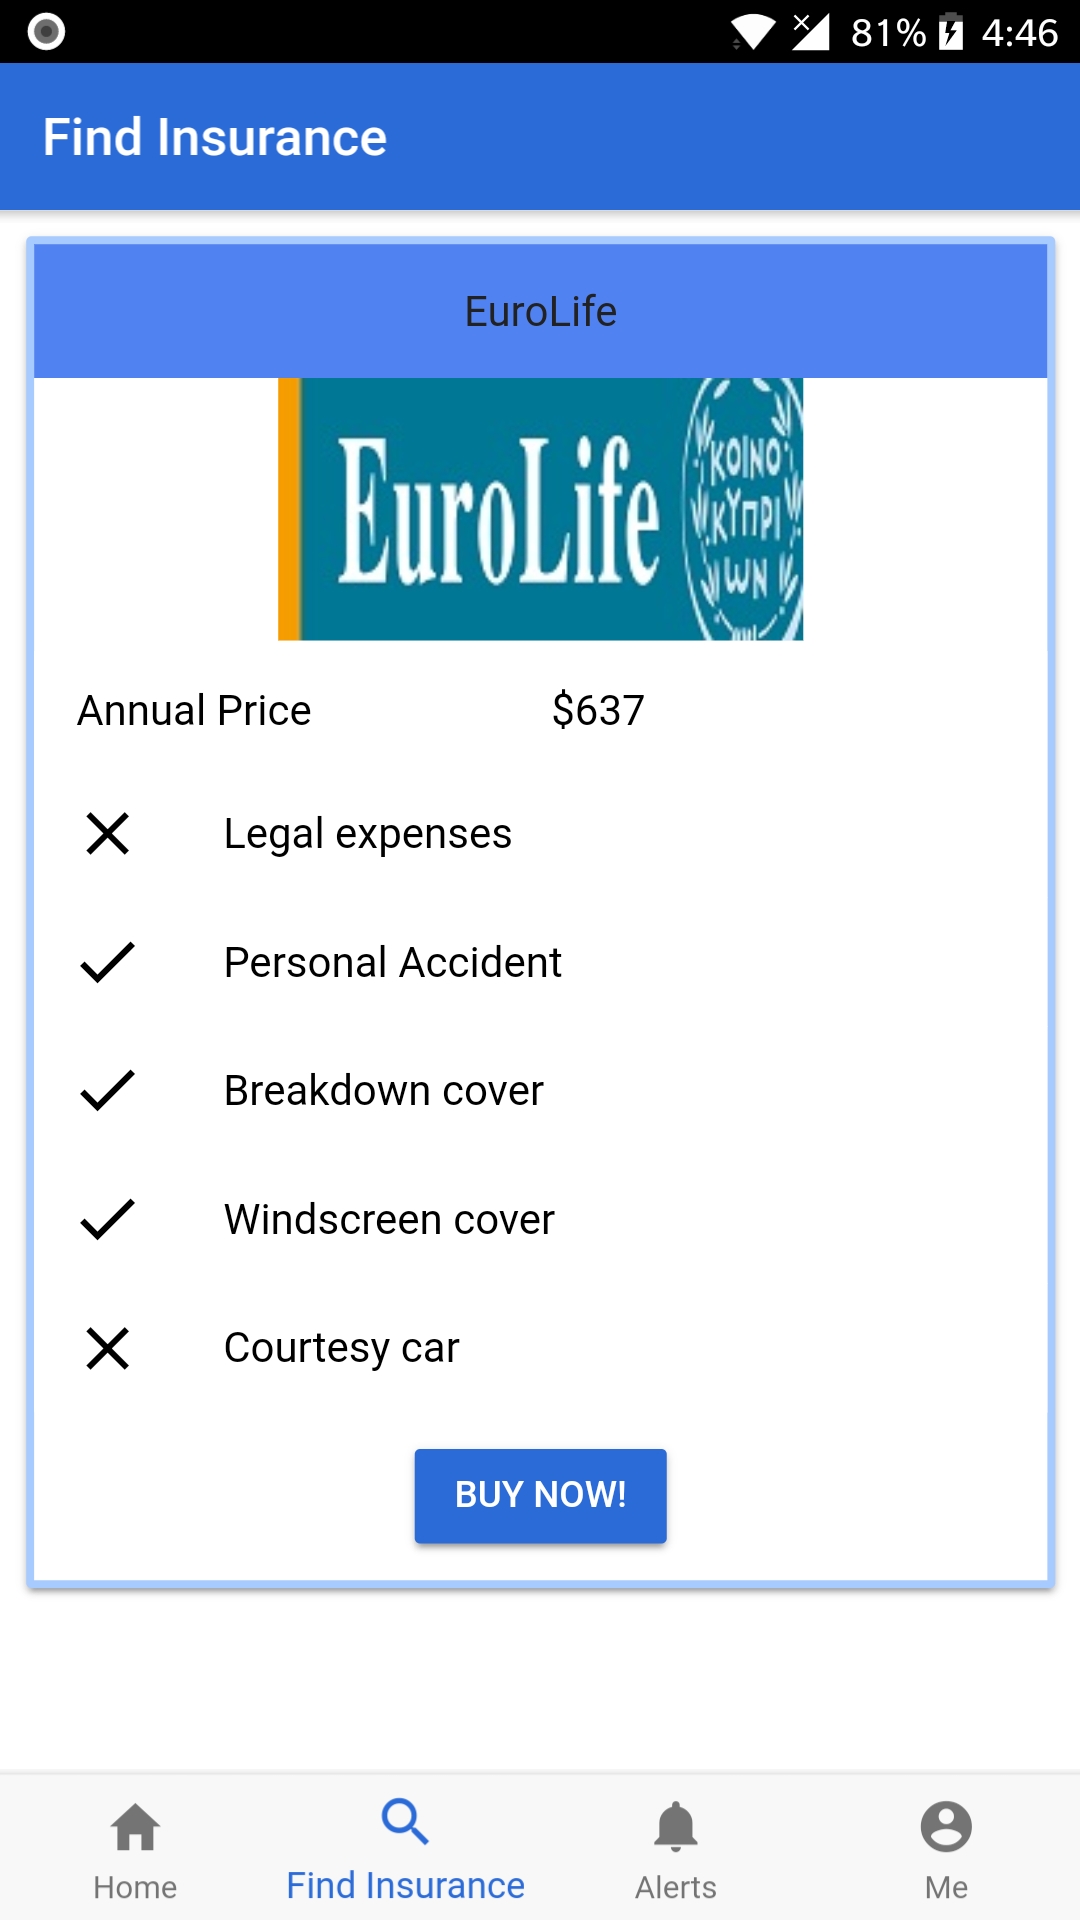 81% 4:46
Find Insurance
EuroLife
EuroLife
ΚΟΙΝΟ
ΚΥΠΡΙ
ΩΝ
Annual Price $637
Legal expenses
Personal Accident
Breakdown cover
Windscreen cover
Courtesy car
BUY NOW!
Home Find Insurance Alerts Me